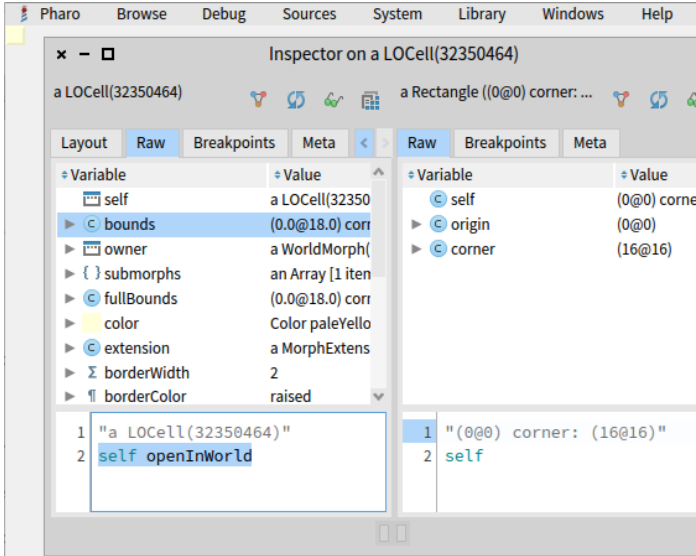 Pharo Browse Debug Sources System Library Windows Help
Inspector on a LOCell(32350464)
a LOCell(32350464)
a Rectangle ((0@0) corner: ...
Layout Raw Breakpoints Meta
Variable Value
self a LOCell(32350
bounds (0.0@18.0) corr
owner a WorldMorph(
submorphs an Array [1 item
fullBounds (0.0@18.0) corr
color Color paleYello
extension a MorphExtens
borderWidth 2
borderColor raised
1 "a LOCell(32350464)"
2 self openInWorld
Raw Breakpoints Meta
Variable Value
self (0@0) corne
origin (0@0)
corner (16@16)
1 "(0@0) corner: (16@16)"
2 self